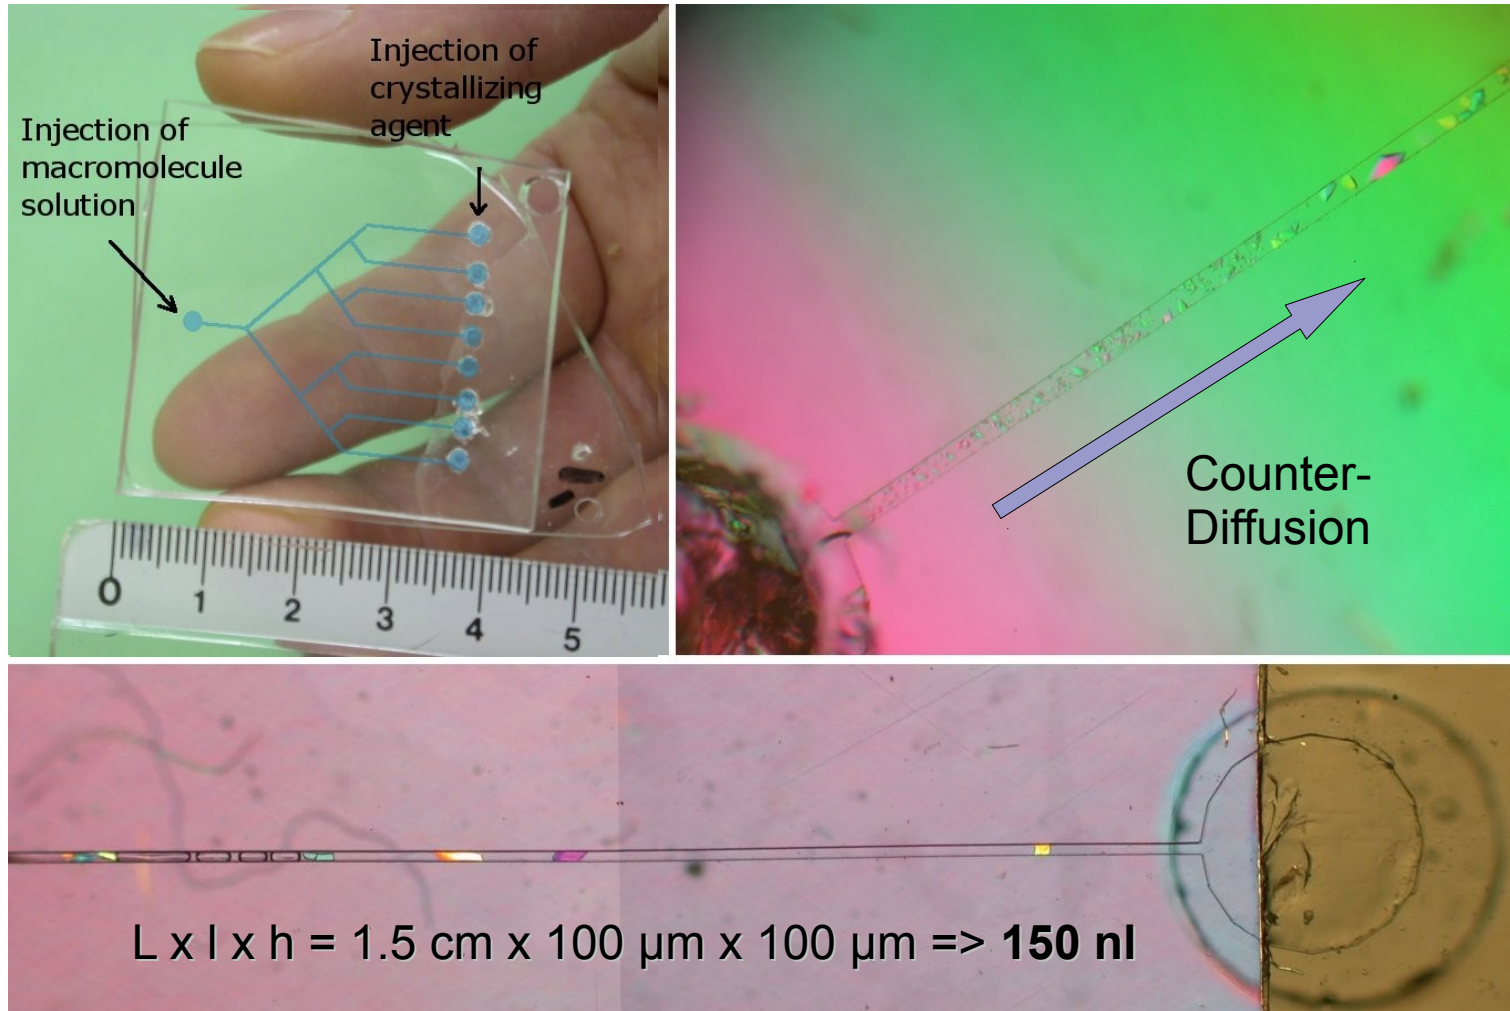 Injection of
crystallizing
agent
Injection of
macromolecule
solution
0 1 2 3 4 5
Counter-
Diffusion
L x l x h = 1.5 cm x 100 µm x 100 µm => 150 nl